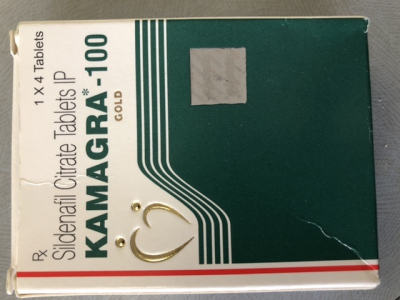 1 X 4 Tablets
Rx
Sildenafil Citrate Tablets IP
KAMAGRA*-100
GOLD